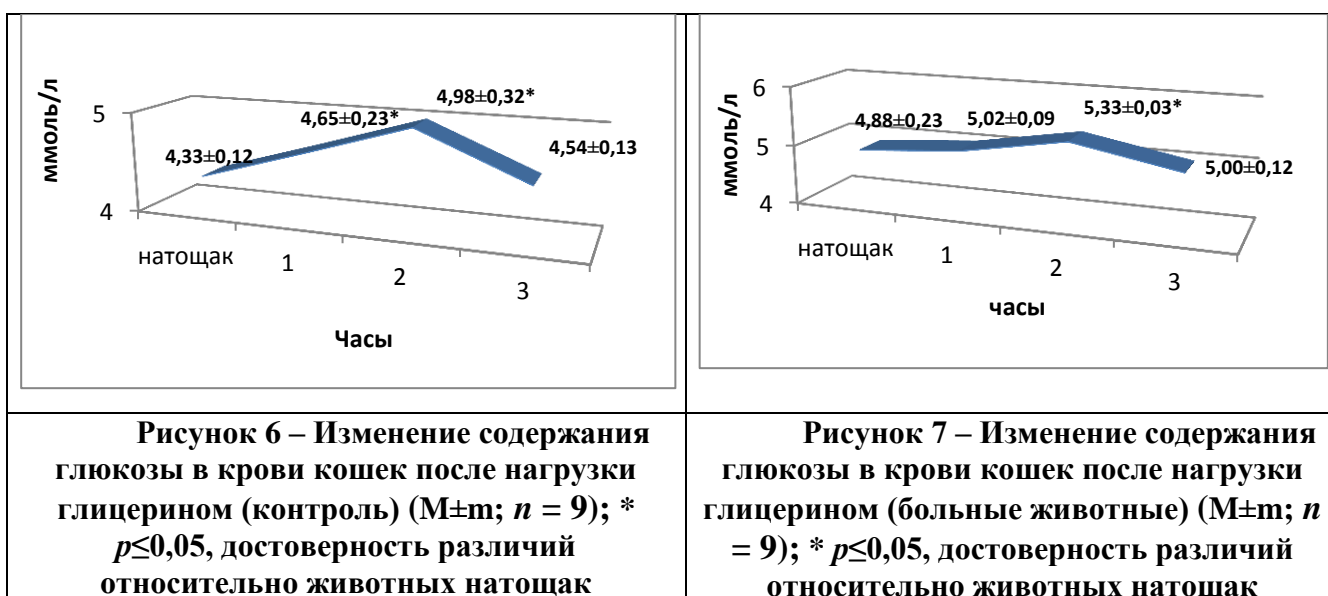 ммоль/л
5
4
4,33±0,12
4,65±0,23*
4,98±0,32*
4,54±0,13
натощак
1
2
3
Часы
ммоль/л
6
5
4
4,88±0,23
5,02±0,09
5,33±0,03*
5,00±0,12
натощак
1
2
3
часы
Рисунок 6 – Изменение содержания
глюкозы в крови кошек после нагрузки
глицерином (контроль) (M±m; n = 9); *
p≤0,05, достоверность различий
относительно животных натощак
Рисунок 7 – Изменение содержания
глюкозы в крови кошек после нагрузки
глицерином (больные животные) (M±m; n
= 9); * p≤0,05, достоверность различий
относительно животных натощак